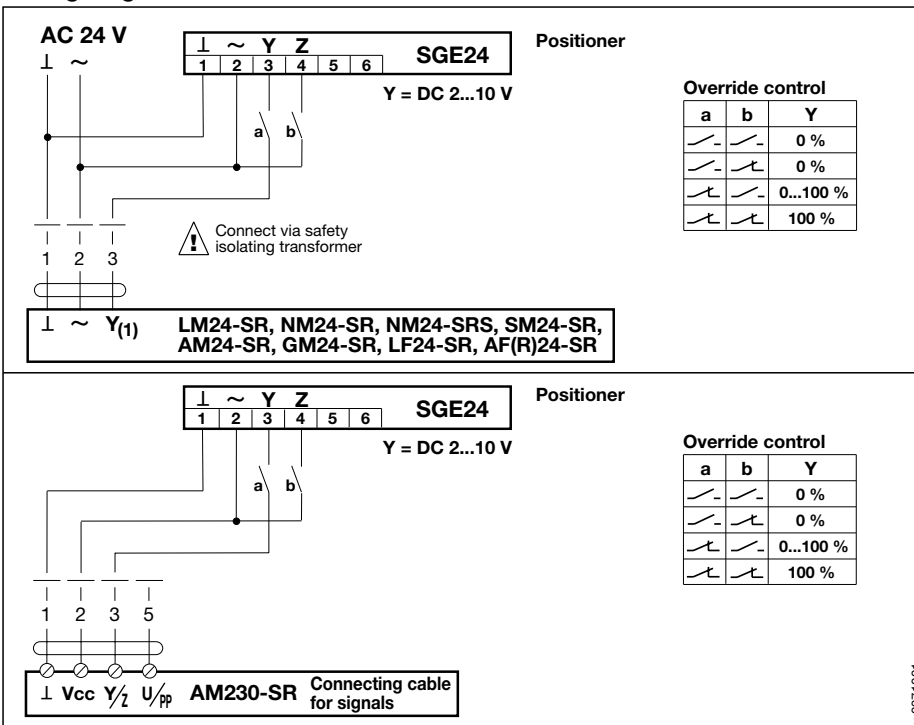 AC 24 V
⊥ ~
⊥ ~ Y Z
1 2 3 4 5 6
SGE24
Positioner
Y = DC 2...10 V
a b
Override control
a b Y
0 %
0 %
0...100 %
100 %
! Connect via safety
isolating transformer
1 2 3
⊥ ~ Y(1)
LM24-SR, NM24-SR, NM24-SRS, SM24-SR,
AM24-SR, GM24-SR, LF24-SR, AF(R)24-SR
⊥ ~ Y Z
1 2 3 4 5 6
SGE24
Positioner
Y = DC 2...10 V
a b
Override control
a b Y
0 %
0 %
0...100 %
100 %
1 2 3 5
⊥ Vcc Y/Z U/PP
AM230-SR
Connecting cable
for signals